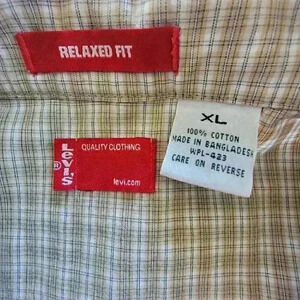 RELAXED FIT
LEVI'S
®
QUALITY CLOTHING
levi.com
XL
100% COTTON
MADE IN BANGLADESH
WPL-423
CARE ON REVERSE